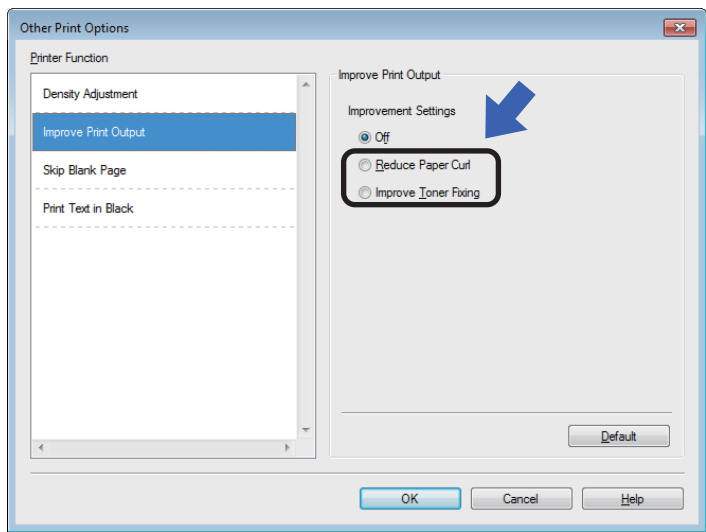 Other Print Options
Printer Function
Density Adjustment
Improve Print Output
Skip Blank Page
Print Text in Black
Improve Print Output
Improvement Settings
Off
Reduce Paper Curl
Improve Toner Fixing
Default
OK Cancel Help